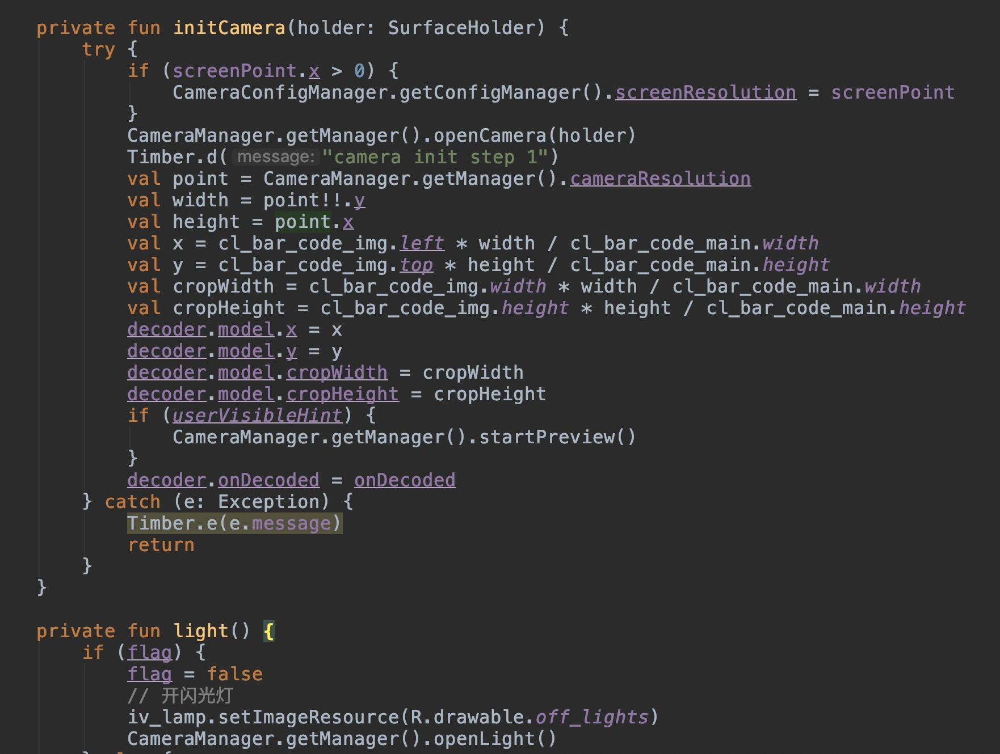 private fun initCamera(holder: SurfaceHolder) {
    try {
        if (screenPoint.x > 0) {
            CameraConfigManager.getConfigManager().screenResolution = screenPoint
        }
        CameraManager.getManager().openCamera(holder)
        Timber.d( message: "camera init step 1")
        val point = CameraManager.getManager().cameraResolution
        val width = point!!.y
        val height = point.x
        val x = cl_bar_code_img.left * width / cl_bar_code_main.width
        val y = cl_bar_code_img.top * height / cl_bar_code_main.height
        val cropWidth = cl_bar_code_img.width * width / cl_bar_code_main.width
        val cropHeight = cl_bar_code_img.height * height / cl_bar_code_main.height
        decoder.model.x = x
        decoder.model.y = y
        decoder.model.cropWidth = cropWidth
        decoder.model.cropHeight = cropHeight
        if (userVisibleHint) {
            CameraManager.getManager().startPreview()
        }
        decoder.onDecoded = onDecoded
    } catch (e: Exception) {
        Timber.e(e.message)
        return
    }
}
private fun light() {
    if (flag) {
        flag = false
        // 开闪光灯
        iv_lamp.setImageResource(R.drawable.off_lights)
        CameraManager.getManager().openLight()